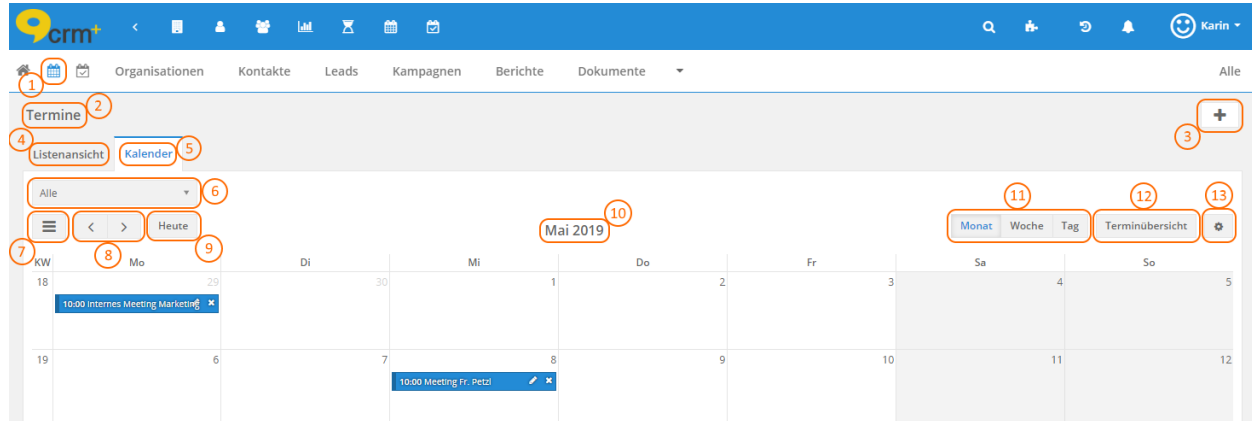 crm+ Karin
Organisationen Kontakte Leads Kampagnen Berichte Dokumente Alle
1
Termine 2
3
4
Listenansicht Kalender 5
Alle 6
11 12 13
Heute Mai 2019 10 Monat Woche Tag Terminübersicht
7 8 9
KW Mo Di Mi Do Fr Sa So
18 29 30 1 2 3 4 5
10:00 Internes Meeting Marketing
19 6 7 8 9 10 11 12
10:00 Meeting Fr. Petzl